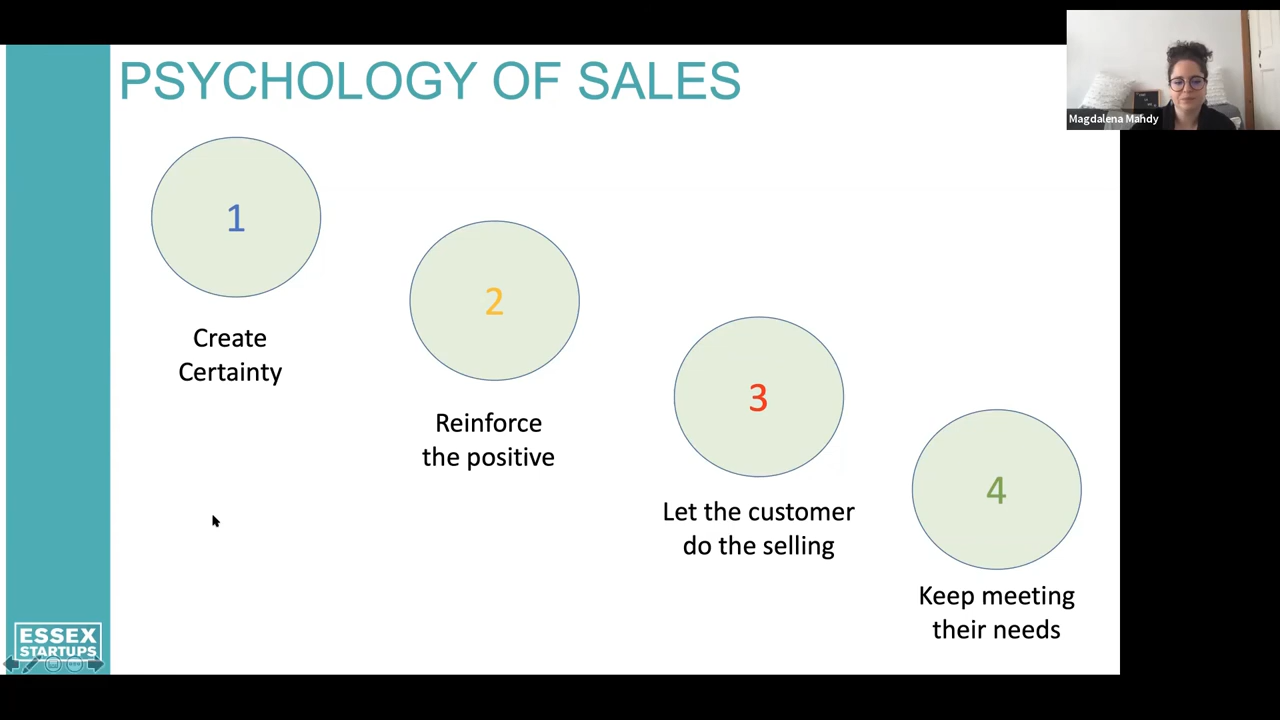 PSYCHOLOGY OF SALES
Magdalena Mandy
1
Create
Certainty
2
Reinforce
the positive
3
Let the customer
do the selling
4
Keep meeting
their needs
ESSEX
STARTUPS